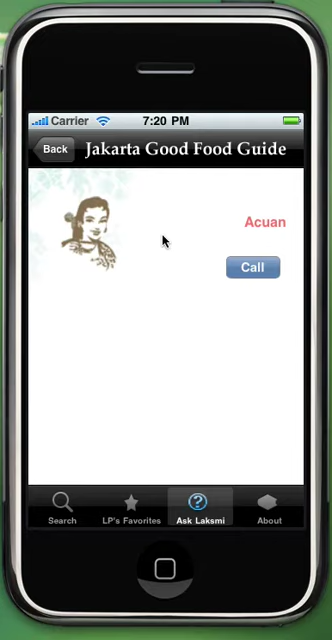 Carrier 7:20 PM
Back Jakarta Good Food Guide
Acuan
Call
Search LP's Favorites Ask Laksmi About